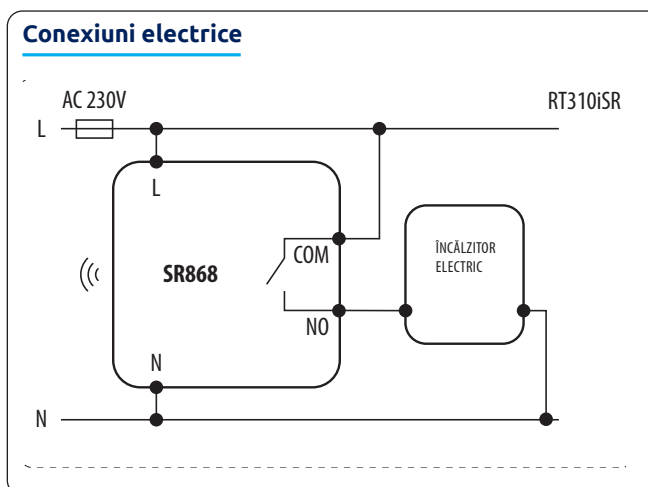 Conexiuni electrice
AC 230V
RT310iSR
L
L
COM
ÎNCĂLZITOR
ELECTRIC
SR868
NO
N
N